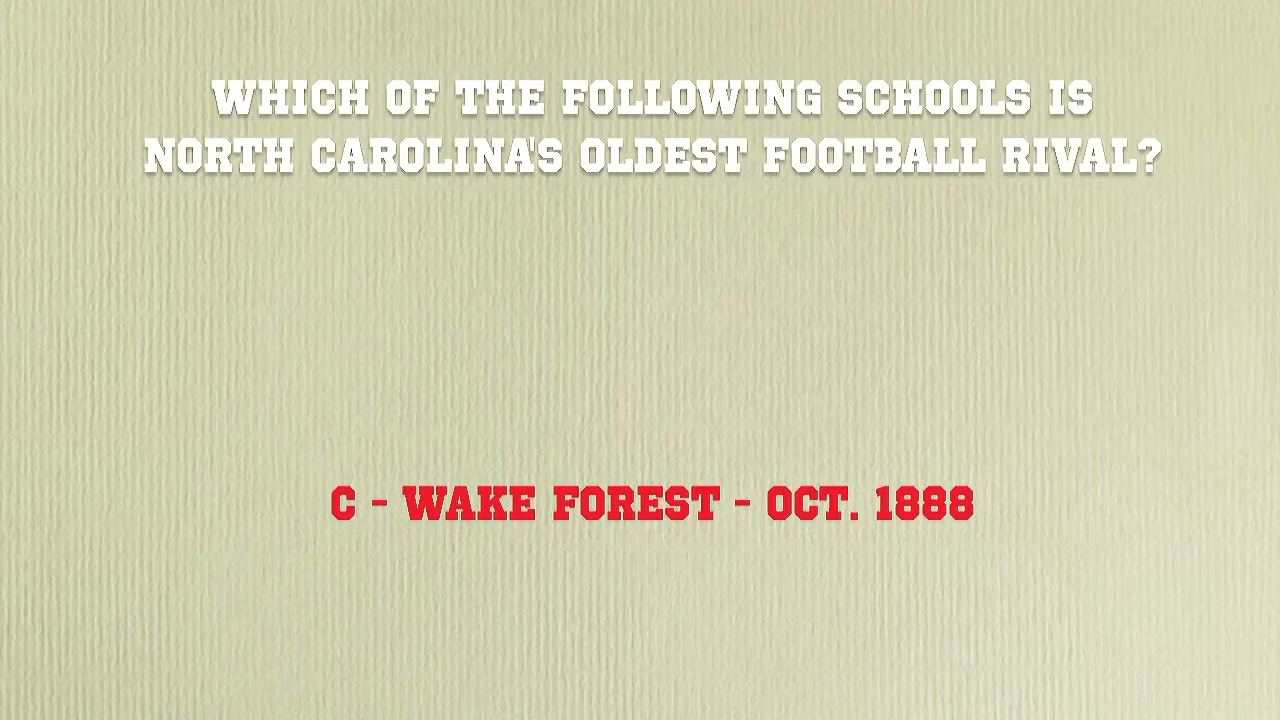 WHICH OF THE FOLLOWING SCHOOLS IS
NORTH CAROLINA'S OLDEST FOOTBALL RIVAL?
C - WAKE FOREST - OCT. 1888